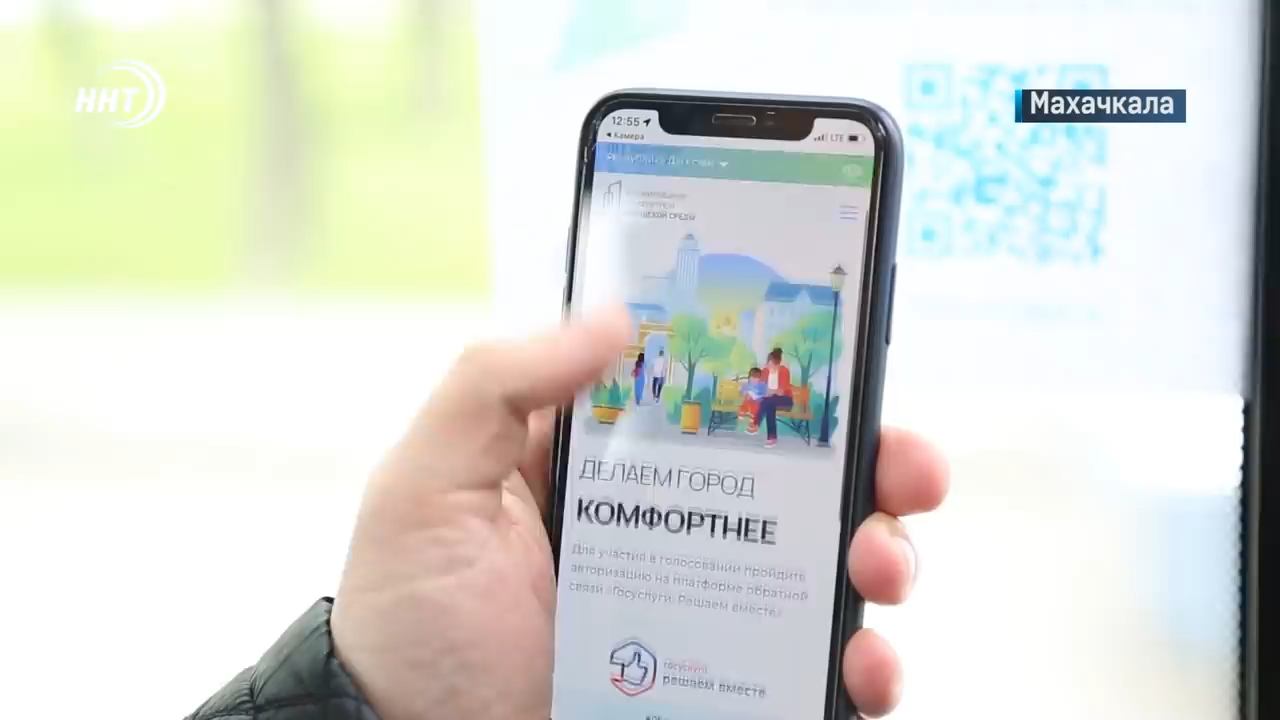 ННТ
Махачкала
12:55
Камера
LTE
Республика Дагестан
СРЕДЫ
ДЕЛАЕМ ГОРОД
КОМФОРТНЕЕ
Для участия в голосовании пройдите
авторизацию на платформе обратной
связи «Госуслуги. Решаем вместе»
госуслуги
решаем вместе